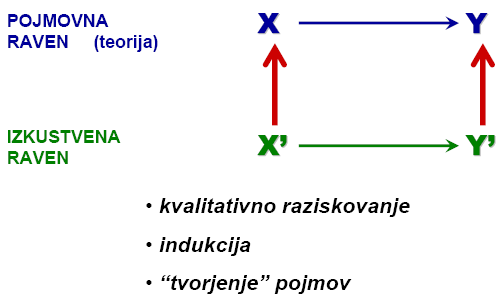 POJMOVNA
RAVEN (teorija)
X Y
IZKUSTVENA
RAVEN
X’ Y’
• kvalitativno raziskovanje
• indukcija
• “tvorjenje” pojmov